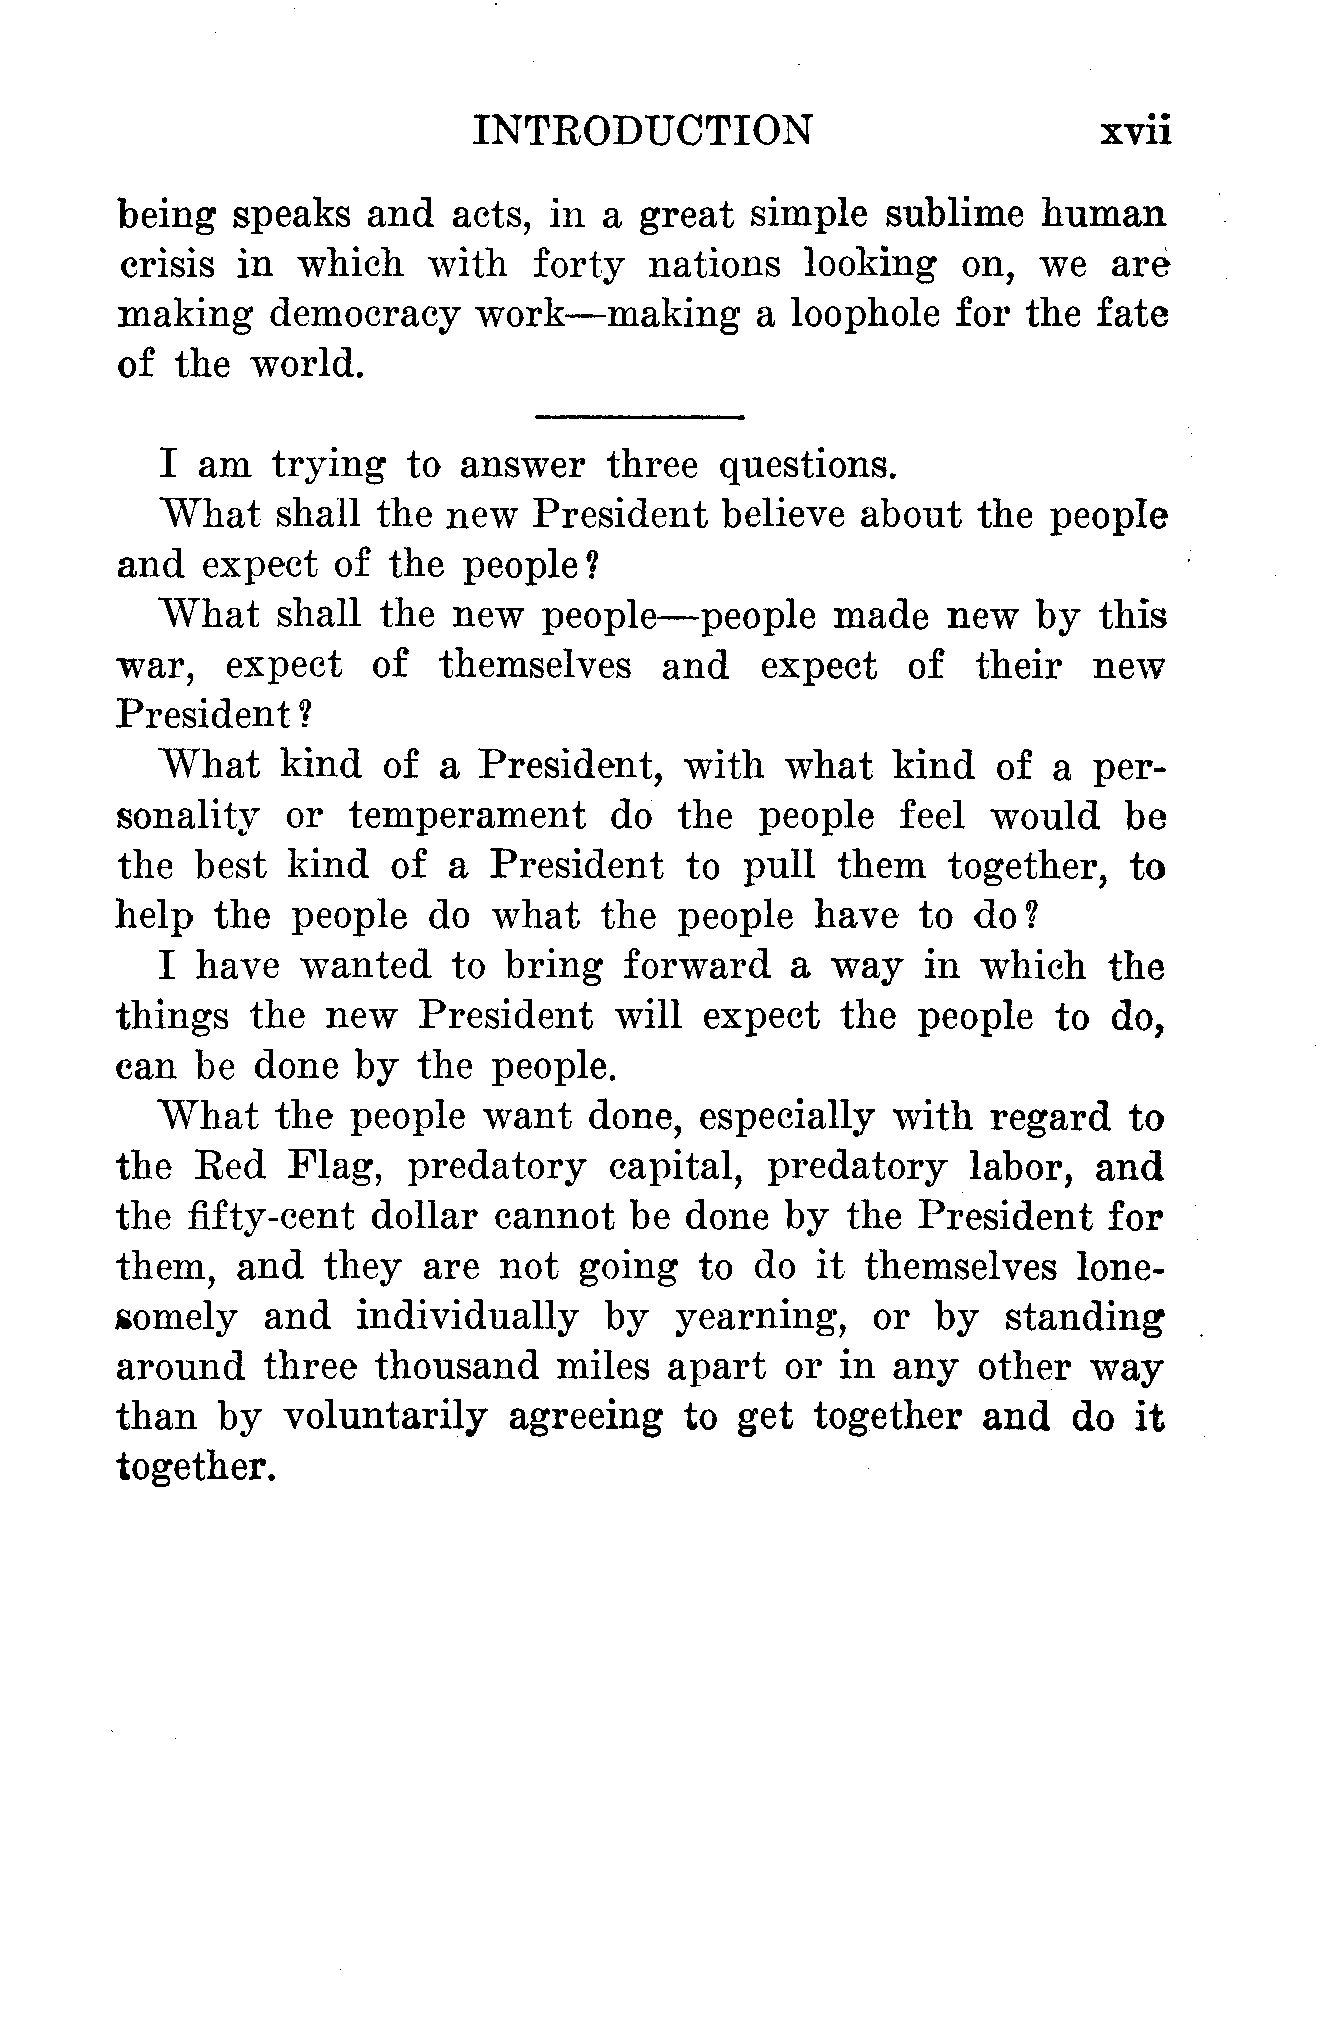 INTRODUCTION xvii
being speaks and acts, in a great simple sublime human
crisis in which with forty nations looking on, we are
making democracy work—making a loophole for the fate
of the world.
I am trying to answer three questions.
What shall the new President believe about the people
and expect of the people?
What shall the new people—people made new by this
war, expect of themselves and expect of their new
President?
What kind of a President, with what kind of a per-
sonality or temperament do the people feel would be
the best kind of a President to pull them together, to
help the people do what the people have to do?
I have wanted to bring forward a way in which the
things the new President will expect the people to do,
can be done by the people.
What the people want done, especially with regard to
the Red Flag, predatory capital, predatory labor, and
the fifty-cent dollar cannot be done by the President for
them, and they are not going to do it themselves lone-
somely and individually by yearning, or by standing
around three thousand miles apart or in any other way
than by voluntarily agreeing to get together and do it
together.